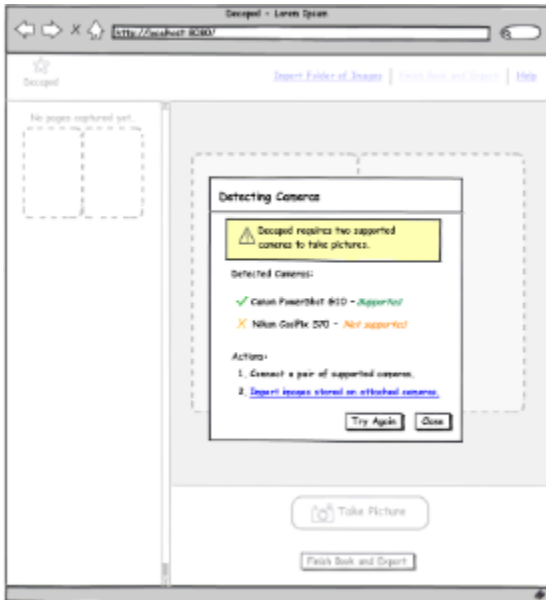 Decapod - Lorem Ipsum
http://localhost:8080/
Decapod
Import Folder of Images | Finish Book and Export | Help
No pages captured yet.
Detecting Cameras
Decapod requires two supported
cameras to take pictures.
Detected Cameras:
Canon PowerShot G10 - Supported
Nikon CoolPix S70 - Not supported
Actions:
1. Connect a pair of supported cameras.
2. Import images stored on attached cameras.
Try Again
Close
Take Picture
Finish Book and Export